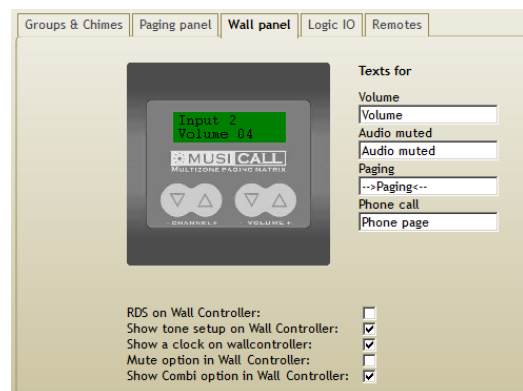 Groups & Chimes
Paging panel
Wall panel
Logic IO
Remotes
Input 2
Volume 04
MUSICALL
MULTIZONE PAGING MATRIX
- CHANNEL +
- VOLUME +
Texts for
Volume
Volume
Audio muted
Audio muted
Paging
-->Paging<--
Phone call
Phone page
RDS on Wall Controller:
Show tone setup on Wall Controller:
Show a clock on wallcontroller:
Mute option in Wall Controller:
Show Combi option in Wall Controller: